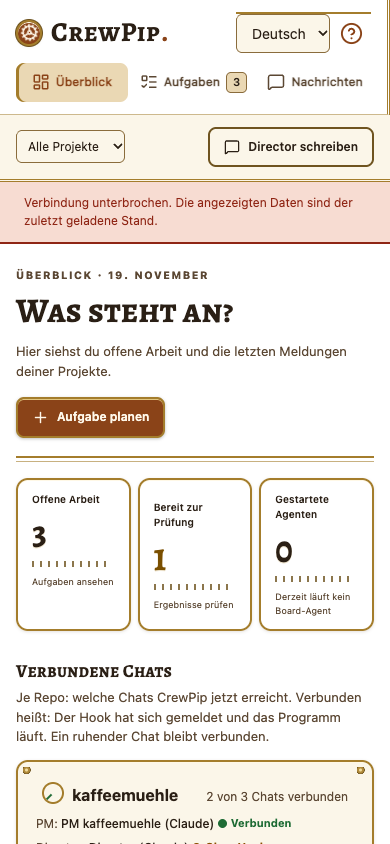 CrewPip.
Deutsch
Überblick
Aufgaben 3
Nachrichten
Alle Projekte
Director schreiben
Verbindung unterbrochen. Die angezeigten Daten sind der
zuletzt geladene Stand.
ÜBERBLICK · 19. NOVEMBER
Was steht an?
Hier siehst du offene Arbeit und die letzten Meldungen
deiner Projekte.
Aufgabe planen
Offene Arbeit
3
Aufgaben ansehen
Bereit zur
Prüfung
1
Ergebnisse prüfen
Gestartete
Agenten
0
Derzeit läuft kein
Board-Agent
Verbundene Chats
Je Repo: welche Chats CrewPip jetzt erreicht. Verbunden
heißt: Der Hook hat sich gemeldet und das Programm
läuft. Ein ruhender Chat bleibt verbunden.
kaffeemuehle
2 von 3 Chats verbunden
PM: PM kaffeemuehle (Claude) Verbunden